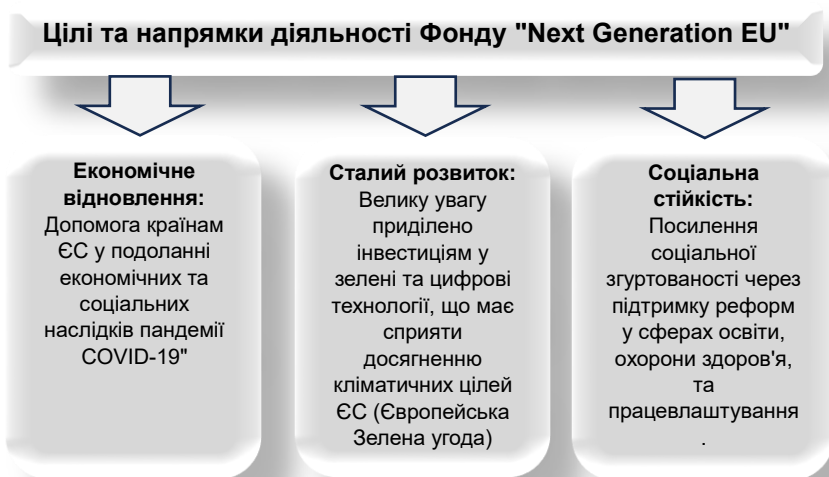 Цілі та напрямки діяльності Фонду "Next Generation EU"
Економічне
відновлення:
Допомога країнам
ЄС у подоланні
економічних та
соціальних
наслідків пандемії
COVID-19"
Сталий розвиток:
Велику увагу
приділено
інвестиціям у
зелені та цифрові
технології, що має
сприяти
досягненню
кліматичних цілей
ЄС (Європейська
Зелена угода)
Соціальна
стійкість:
Посилення
соціальної
згуртованості через
підтримку реформ
у сферах освіти,
охорони здоров'я,
та
працевлаштування
.